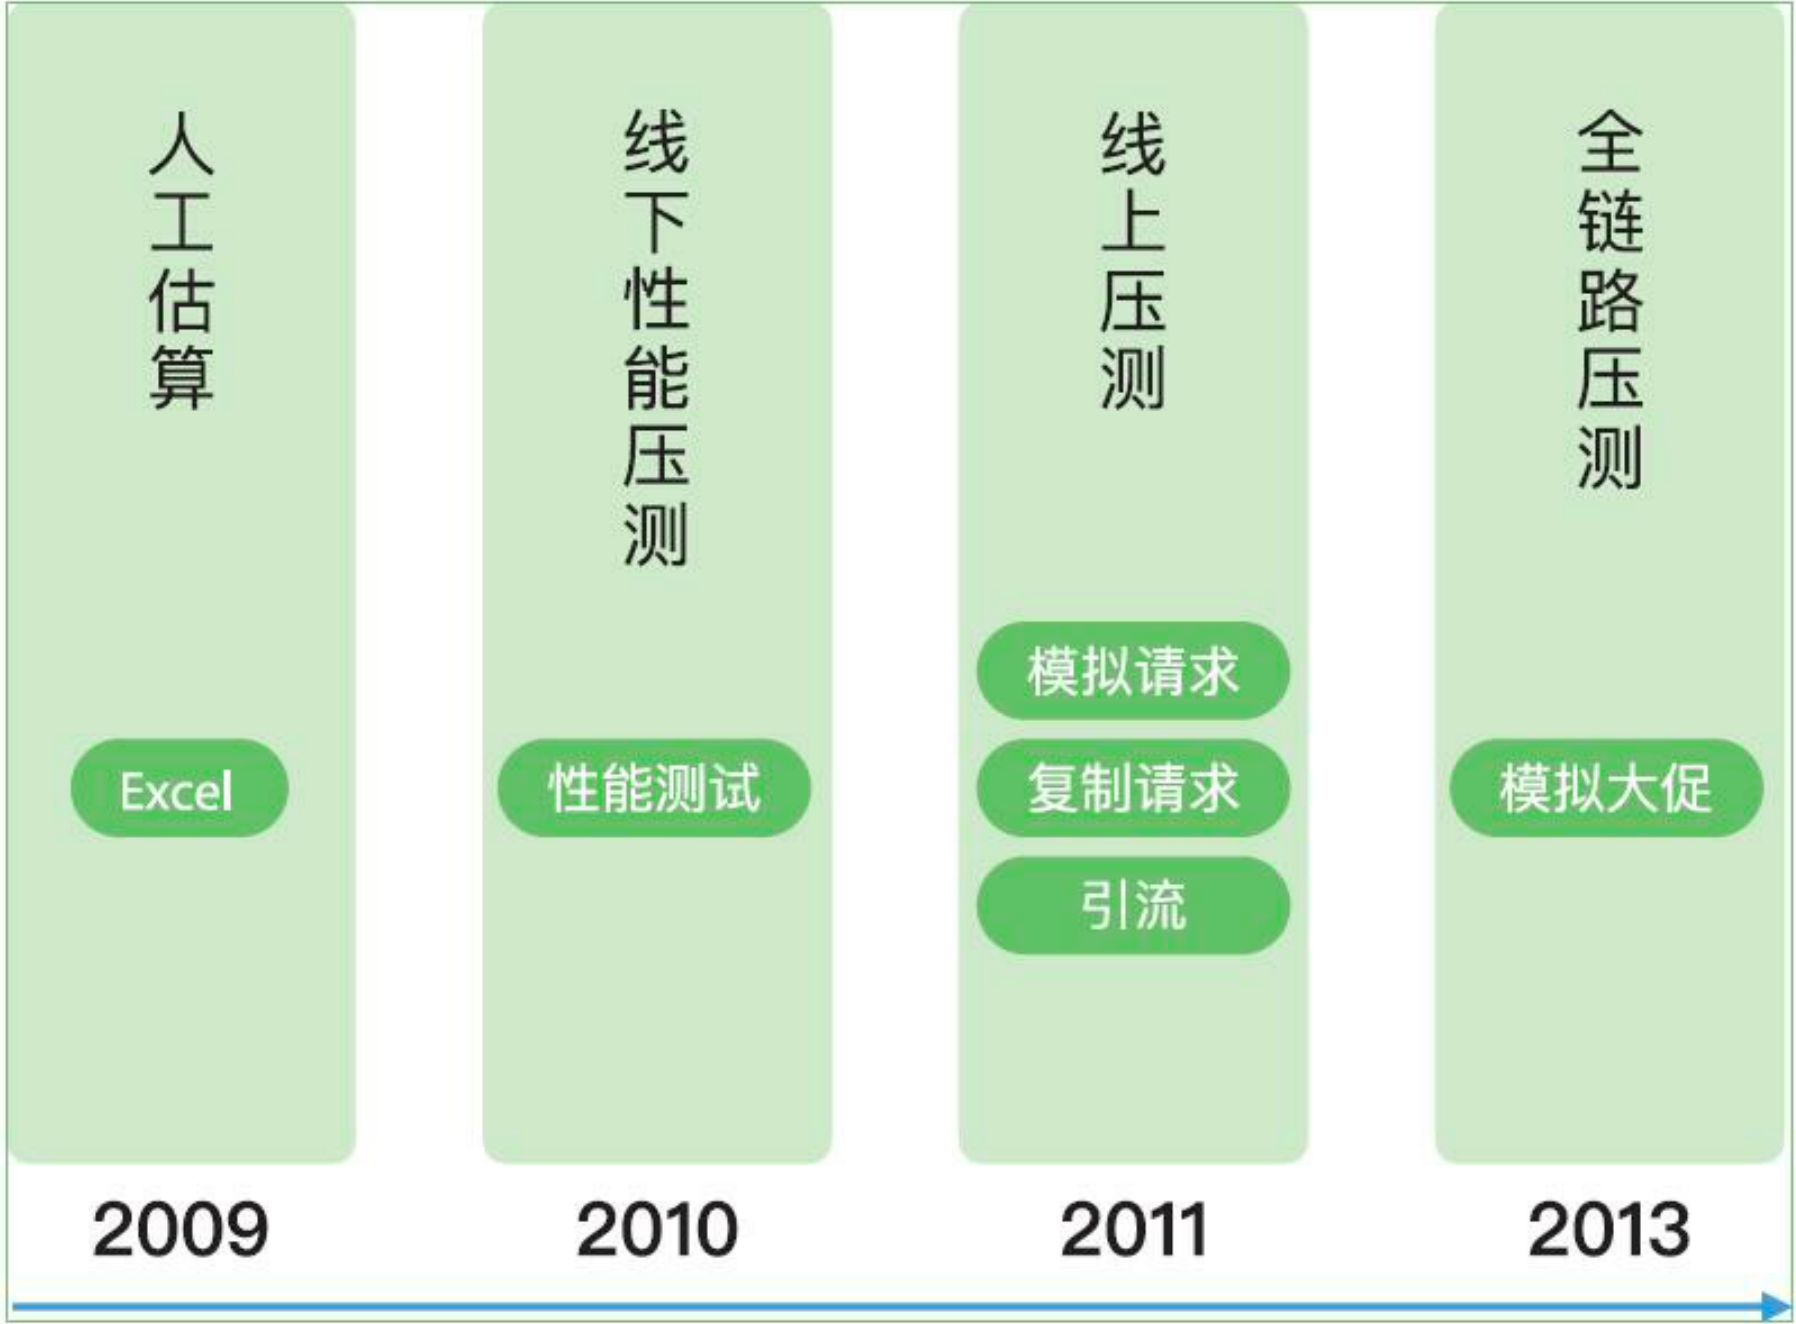 人工估算
Excel
2009
线下性能压测
性能测试
2010
线上压测
模拟请求
复制请求
引流
2011
全链路压测
模拟大促
2013